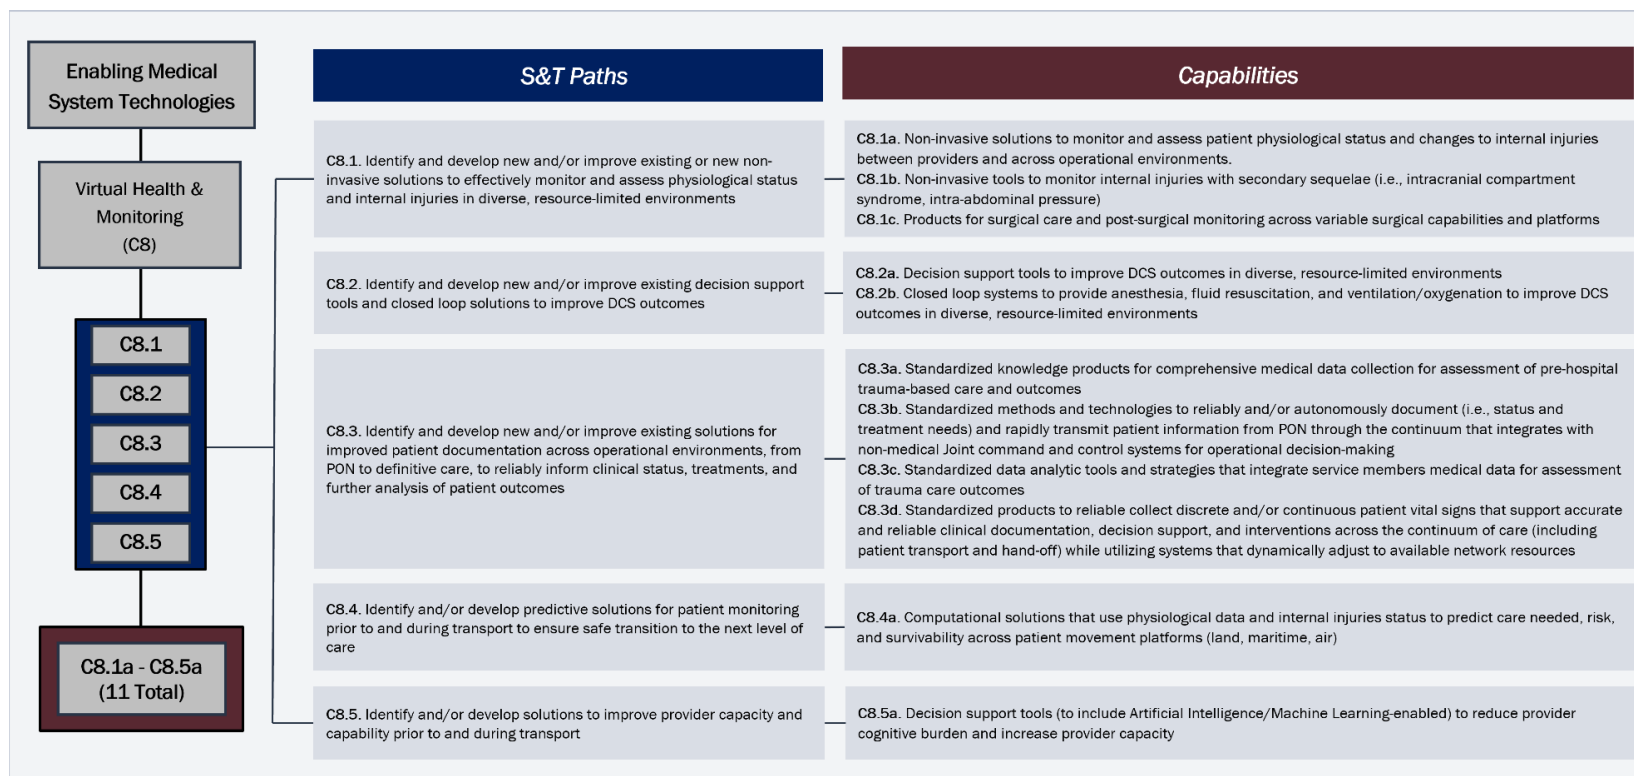 Enabling Medical
System Technologies
Virtual Health &
Monitoring
(C8)
C8.1
C8.2
C8.3
C8.4
C8.5
C8.1a - C8.5a
(11 Total)
S&T Paths
Capabilities
C8.1. Identify and develop new and/or improve existing or new non-
invasive solutions to effectively monitor and assess physiological status
and internal injuries in diverse, resource-limited environments
C8.1a. Non-invasive solutions to monitor and assess patient physiological status and changes to internal injuries
between providers and across operational environments.
C8.1b. Non-invasive tools to monitor internal injuries with secondary sequelae (i.e., intracranial compartment
syndrome, intra-abdominal pressure)
C8.1c. Products for surgical care and post-surgical monitoring across variable surgical capabilities and platforms
C8.2. Identify and develop new and/or improve existing decision support
tools and closed loop solutions to improve DCS outcomes
C8.2a. Decision support tools to improve DCS outcomes in diverse, resource-limited environments
C8.2b. Closed loop systems to provide anesthesia, fluid resuscitation, and ventilation/oxygenation to improve DCS
outcomes in diverse, resource-limited environments
C8.3. Identify and develop new and/or improve existing solutions for
improved patient documentation across operational environments, from
PON to definitive care, to reliably inform clinical status, treatments, and
further analysis of patient outcomes
C8.3a. Standardized knowledge products for comprehensive medical data collection for assessment of pre-hospital
trauma-based care and outcomes
C8.3b. Standardized methods and technologies to reliably and/or autonomously document (i.e., status and
treatment needs) and rapidly transmit patient information from PON through the continuum that integrates with
non-medical Joint command and control systems for operational decision-making
C8.3c. Standardized data analytic tools and strategies that integrate service members medical data for assessment
of trauma care outcomes
C8.3d. Standardized products to reliable collect discrete and/or continuous patient vital signs that support accurate
and reliable clinical documentation, decision support, and interventions across the continuum of care (including
patient transport and hand-off) while utilizing systems that dynamically adjust to available network resources
C8.4. Identify and/or develop predictive solutions for patient monitoring
prior to and during transport to ensure safe transition to the next level of
care
C8.4a. Computational solutions that use physiological data and internal injuries status to predict care needed, risk,
and survivability across patient movement platforms (land, maritime, air)
C8.5. Identify and/or develop solutions to improve provider capacity and
capability prior to and during transport
C8.5a. Decision support tools (to include Artificial Intelligence/Machine Learning-enabled) to reduce provider
cognitive burden and increase provider capacity